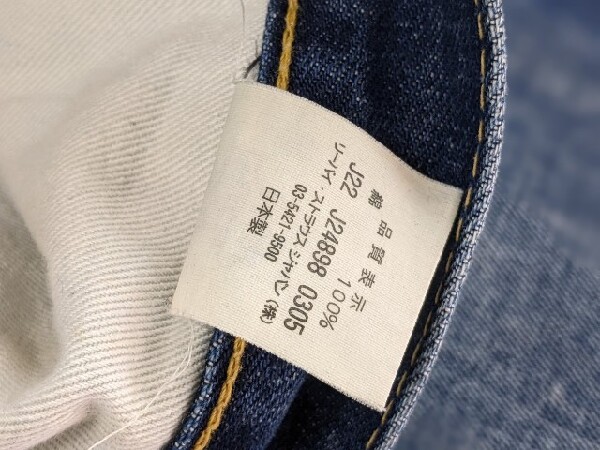 品質表示
綿 100%
J22 J24898 0305
リーバイ ストラウス ジャパン (株)
03-5421-9500
日本製